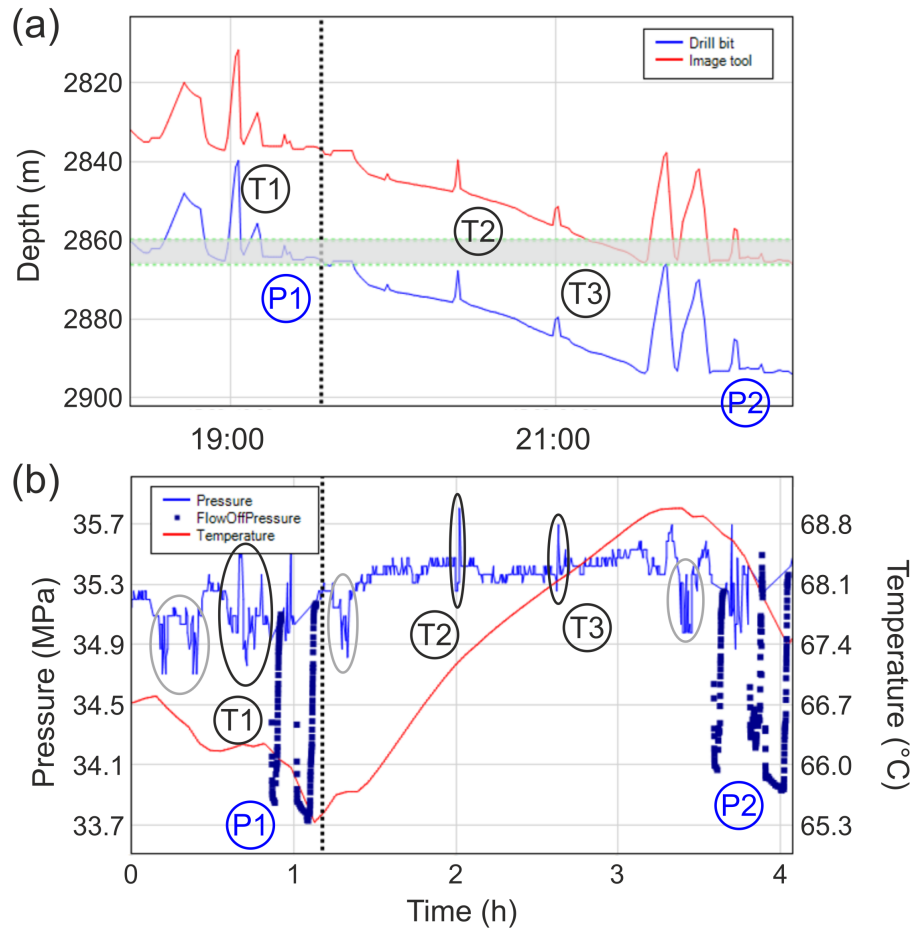 (a)
Drill bit
Image tool
Depth (m)
2820
2840
2860
2880
2900
T1
T2
T3
P1
P2
19:00
21:00
(b)
Pressure
FlowOffPressure
Temperature
Pressure (MPa)
35.7
35.3
34.9
34.5
34.1
33.7
68.8
68.1
67.4
66.7
66.0
65.3
Temperature (°C)
T1
T2
T3
P1
P2
0
1
2
3
4
Time (h)